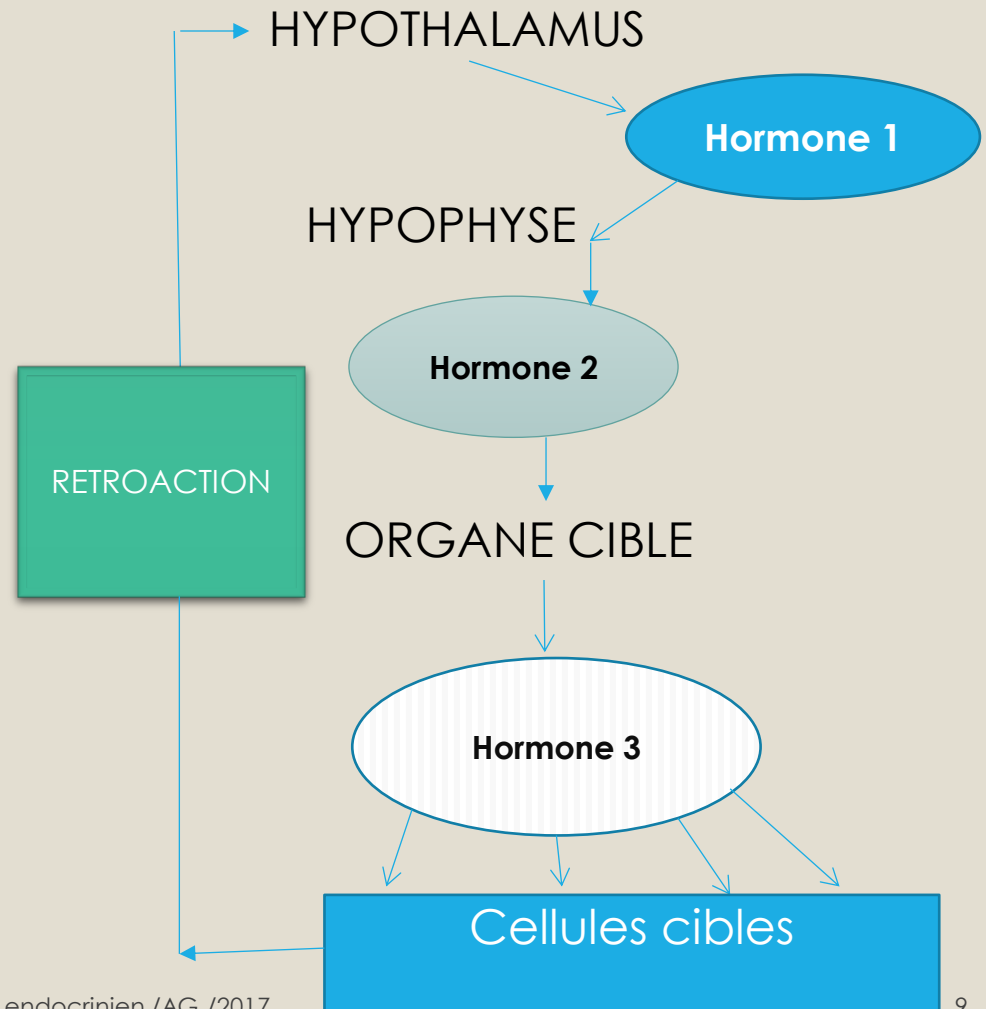 HYPOTHALAMUS
Hormone 1
HYPOPHYSE
Hormone 2
RETROACTION
ORGANE CIBLE
Hormone 3
Cellules cibles
endocrinien /AG /2017
9